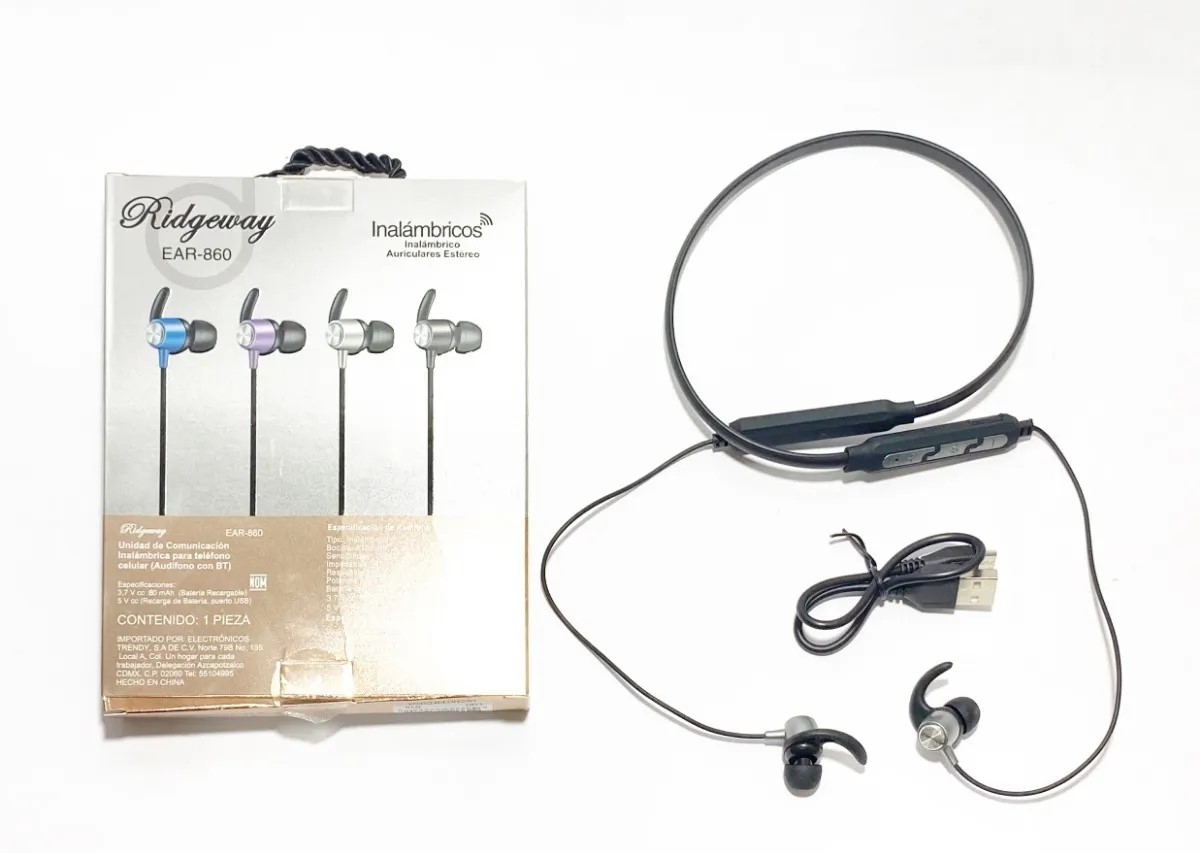 Ridgeway
EAR-860
Inalámbricos
Inalámbrico
Auriculares Estereo
Ridgeway
EAR-860
Unidad de Comunicación
Inalámbrica para teléfono
celular (Audífono con BT)
Especificaciones:
3,7 V cc 80 mAh (Batería Recargable)
5 V cc (Recarga de Batería, puerto USB)
NOM
CONTENIDO: 1 PIEZA
IMPORTADO POR: ELECTRÓNICOS
TRENDY, S.A DE C.V. Norte 79B No, 135
Local A, Col. Un hogar para cada
trabajador, Delegación Azcapotzalco
CDMX, C.P. 02060 Tel: 55104995
HECHO EN CHINA
Especificación de